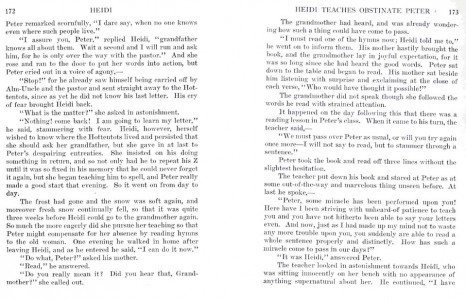 172 HEIDI
Peter remarked scornfully, "I dare say, when no one knows
even where such people live."
"I assure you, Peter," replied Heidi, "grandfather
knows all about them. Wait a second and I will run and ask
him, for he is only over the way with the pastor." And she
rose and ran to the door to put her words into action, but
Peter cried out in a voice of agony,—
"Stop!" for he already saw himself being carried off by
Alm-Uncle and the pastor and sent straight away to the Hot-
tentots, since as yet he did not know his last letter. His cry
of fear brought Heidi back.
"What is the matter?" she asked in astonishment.
"Nothing! come back! I am going to learn my letter,"
he said, stammering with fear. Heidi, however, herself
wished to know where the Hottentots lived and persisted that
she should ask her grandfather, but she gave in at last to
Peter's despairing entreaties. She insisted on his doing
something in return, and so not only had he to repeat his Z
until it was so fixed in his memory that he could never forget
it again, but she began teaching him to spell, and Peter really
made a good start that evening. So it went on from day to
day.
The frost had gone and the snow was soft again, and
moreover fresh snow continually fell, so that it was quite
three weeks before Heidi could go to the grandmother again.
So much the more eagerly did she pursue her teaching so that
Peter might compensate for her absence by reading hymns
to the old woman. One evening he walked in home after
leaving Heidi, and as he entered he said, "I can do it now."
"Do what, Peter?" asked his mother.
"Read," he answered.
"Do you really mean it? Did you hear that, Grand-
mother?" she called out.
HEIDI TEACHES OBSTINATE PETER 173
The grandmother had heard, and was already wonder-
ing how such a thing could have come to pass.
"I must read one of the hymns now; Heidi told me to,"
he went on to inform them. His mother hastily brought the
book, and the grandmother lay in joyful expectation, for it
was so long since she had heard the good words. Peter sat
down to the table and began to read. His mother sat beside
him listening with surprise and exclaiming at the close of
each verse, "Who would have thought it possible!"
The grandmother did not speak though she followed the
words he read with strained attention.
It happened on the day following this that there was a
reading lesson in Peter's class. When it came to his turn, the
teacher said,—
"We must pass over Peter as usual, or will you try again
once more—I will not say to read, but to stammer through a
sentence."
Peter took the book and read off three lines without the
slightest hesitation.
The teacher put down his book and stared at Peter as at
some out-of-the-way and marvelous thing unseen before. At
last he spoke,—
"Peter, some miracle has been performed upon you!
Here I have been striving with unheard-of patience to teach
you and you have not hitherto been able to say your letters
even. And now, just as I had made up my mind not to waste
any more trouble upon you, you suddenly are able to read a
whole sentence properly and distinctly. How has such a
miracle come to pass in our days?"
"It was Heidi," answered Peter.
The teacher looked in astonishment towards Heidi, who
was sitting innocently on her bench with no appearance of
anything supernatural about her. He continued, "I have